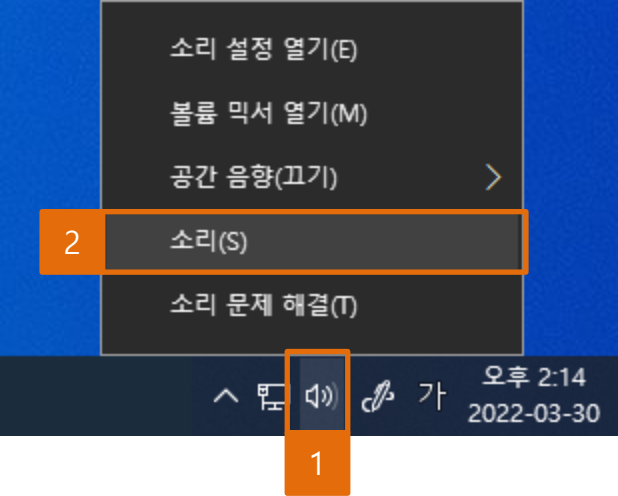 소리 설정 열기(E)
볼륨 믹서 열기(M)
공간 음향(끄기)
2
소리(S)
소리 문제 해결(T)
가
오후 2:14
2022-03-30
1